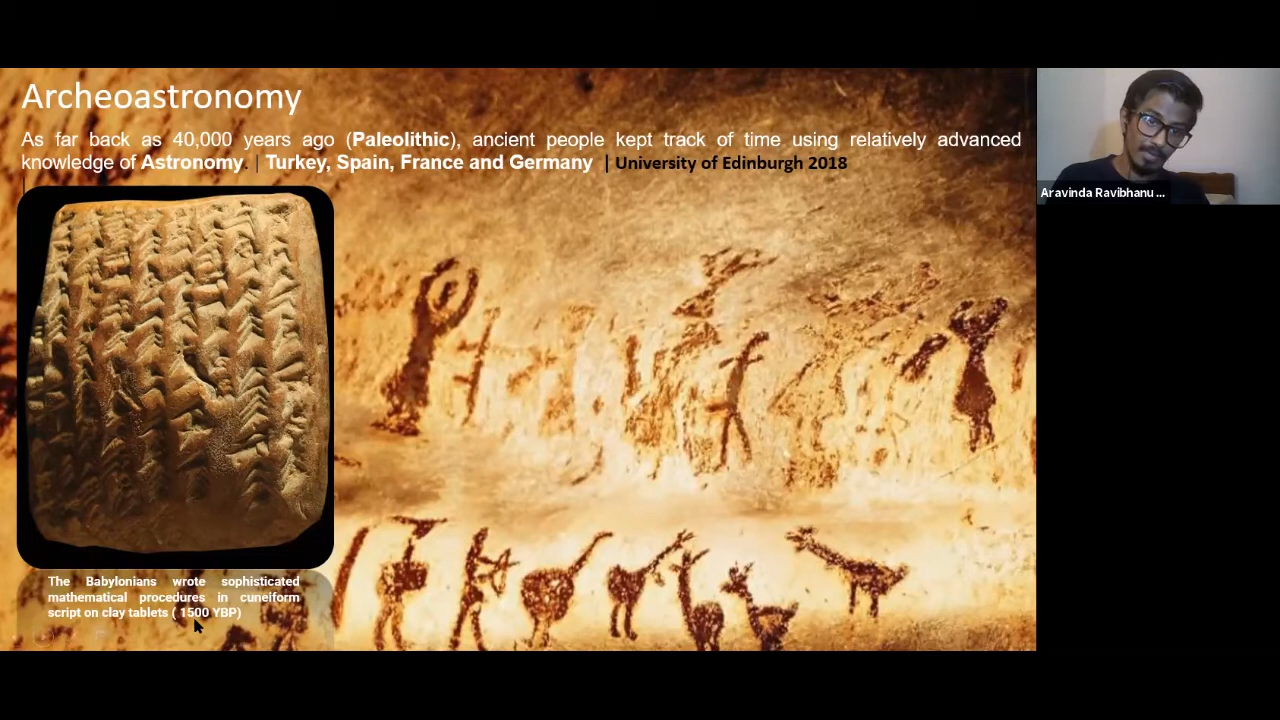 Archeoastronomy
As far back as 40,000 years ago (Paleolithic), ancient people kept track of time using relatively advanced
knowledge of Astronomy. | Turkey, Spain, France and Germany | University of Edinburgh 2018
|
The Babylonians wrote sophisticated
mathematical procedures in cuneiform
script on clay tablets ( 1500 YBP)
Aravinda Ravibhanu ...